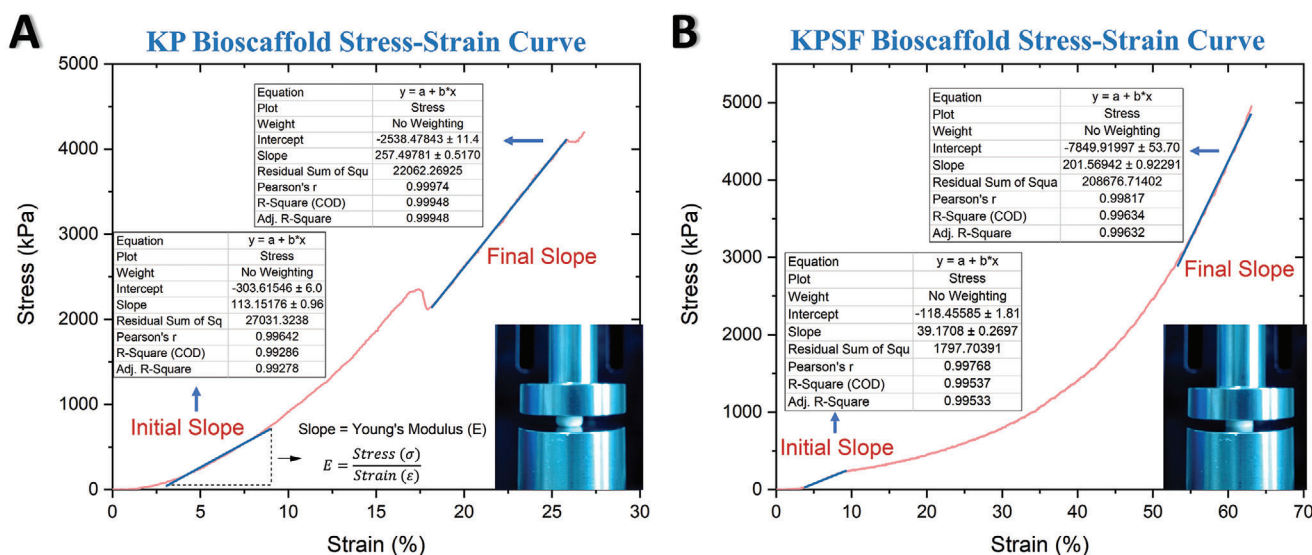 A
KP Bioscaffold Stress-Strain Curve
Stress (kPa)
5000
4000
3000
2000
1000
0
Equation y = a + b*x
Plot Stress
Weight No Weighting
Intercept -2538.47843 ± 11.4
Slope 257.49781 ± 0.5170
Residual Sum of Squ 22062.26925
Pearson's r 0.99974
R-Square (COD) 0.99948
Adj. R-Square 0.99948
Equation y = a + b*x
Plot Stress
Weight No Weighting
Intercept -303.61546 ± 6.0
Slope 113.15176 ± 0.96
Residual Sum of Sq 27031.3238
Pearson's r 0.99642
R-Square (COD) 0.99286
Adj. R-Square 0.99278
Final Slope
Initial Slope
Slope = Young's Modulus (E)
E = Stress (σ) / Strain (ε)
0 5 10 15 20 25 30
Strain (%)
B
KPSF Bioscaffold Stress-Strain Curve
Stress (kPa)
5000
4000
3000
2000
1000
0
Equation y = a + b*x
Plot Stress
Weight No Weighting
Intercept -7849.91997 ± 53.70
Slope 201.56942 ± 0.92291
Residual Sum of Squa 208676.71402
Pearson's r 0.99817
R-Square (COD) 0.99634
Adj. R-Square 0.99632
Equation y = a + b*x
Plot Stress
Weight No Weighting
Intercept -118.45585 ± 1.81
Slope 39.1708 ± 0.2697
Residual Sum of Squ 1797.70391
Pearson's r 0.99768
R-Square (COD) 0.99537
Adj. R-Square 0.99533
Final Slope
Initial Slope
0 10 20 30 40 50 60 70
Strain (%)